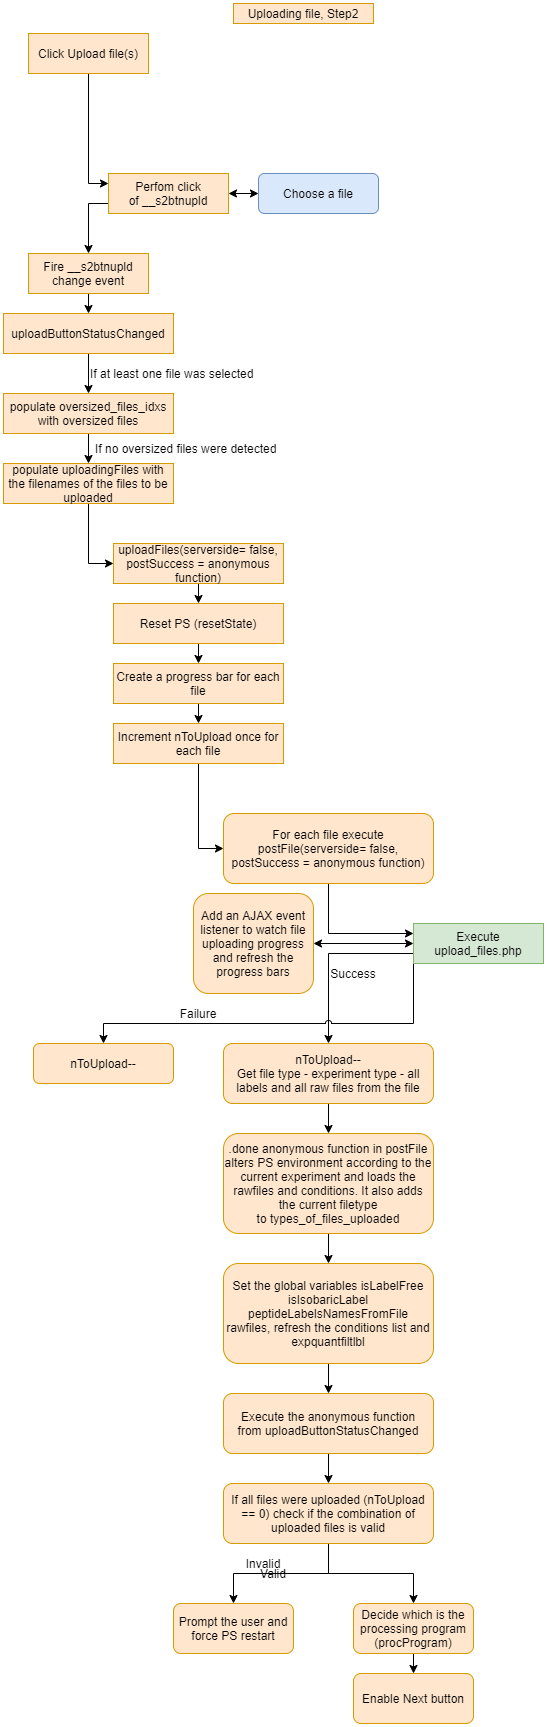 Uploading file, Step2
Click Upload file(s)
Perfom click
of __s2btnupld
Choose a file
Fire __s2btnupld
change event
uploadButtonStatusChanged
If at least one file was selected
populate oversized_files_idxs
with oversized files
If no oversized files were detected
populate uploadingFiles with
the filenames of the files to be
uploaded
uploadFiles(serverside= false,
postSuccess = anonymous
function)
Reset PS (resetState)
Create a progress bar for each
file
Increment nToUpload once for
each file
For each file execute
postFile(serverside= false,
postSuccess = anonymous function)
Add an AJAX event
listener to watch file
uploading progress
and refresh the
progress bars
Execute
upload_files.php
Success
Failure
nToUpload--
nToUpload--
Get file type - experiment type - all
labels and all raw files from the file
.done anonymous function in postFile
alters PS environment according to the
current experiment and loads the
rawfiles and conditions. It also adds
the current filetype
to types_of_files_uploaded
Set the global variables isLabelFree
isIsobaricLabel
peptideLabelsNamesFromFile
rawfiles, refresh the conditions list and
expquantfiltlbl
Execute the anonymous function
from uploadButtonStatusChanged
If all files were uploaded (nToUpload
== 0) check if the combination of
uploaded files is valid
Invalid
Valid
Prompt the user and
force PS restart
Decide which is the
processing program
(procProgram)
Enable Next button